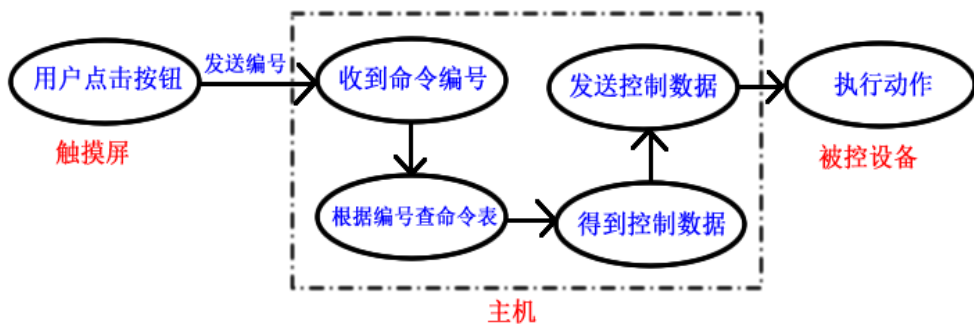 用户点击按钮
触摸屏
发送编号
收到命令编号
根据编号查命令表
得到控制数据
发送控制数据
主机
执行动作
被控设备